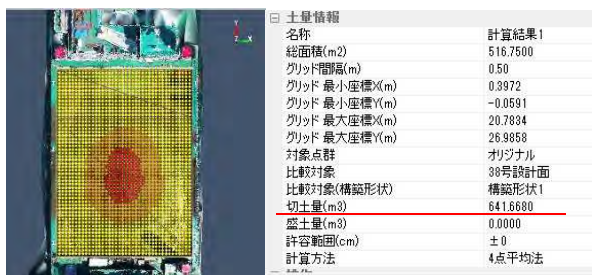 土量情報
名称 計算結果1
総面積(m2) 516.7500
グリッド間隔(m) 0.50
グリッド 最小座標X(m) 0.3972
グリッド 最小座標Y(m) -0.0591
グリッド 最大座標X(m) 20.7834
グリッド 最大座標Y(m) 26.9858
対象点群 オリジナル
比較対象 38号設計面
比較対象(構築形状) 構築形状1
切土量(m3) 641.6680
盛土量(m3) 0.0000
許容範囲(cm) ±0
計算方法 4点平均法